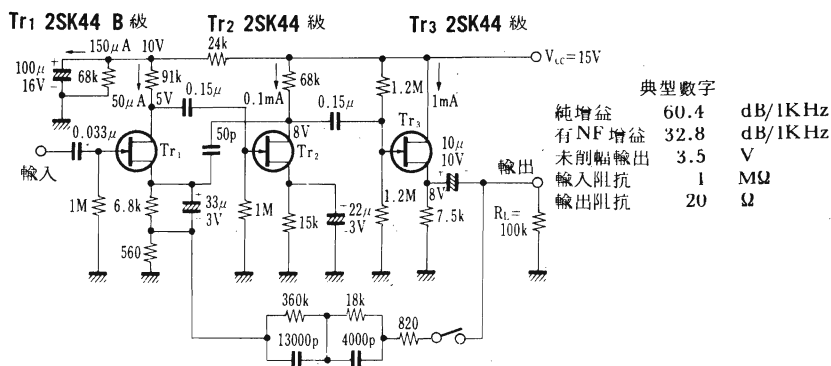 Tr1 2SK44 B 級
Tr2 2SK44 級
Tr3 2SK44 級
150μA
10V
24k
Vcc=15V
100μ
16V
68k
91k
50μA
5V
0.15μ
0.1mA
68k
0.15μ
1.2M
1mA
0.033μ
輸入
Tr1
50p
8V
Tr2
Tr3
10μ
10V
輸出
1M
6.8k
33μ
3V
1M
15k
22μ
3V
1.2M
8V
7.5k
RL=
100k
560
360k
18k
820
13000p
4000p
典型數字
純增益 60.4 dB/1KHz
有NF增益 32.8 dB/1KHz
未削幅輸出 3.5 V
輸入阻抗 1 MΩ
輸出阻抗 20 Ω